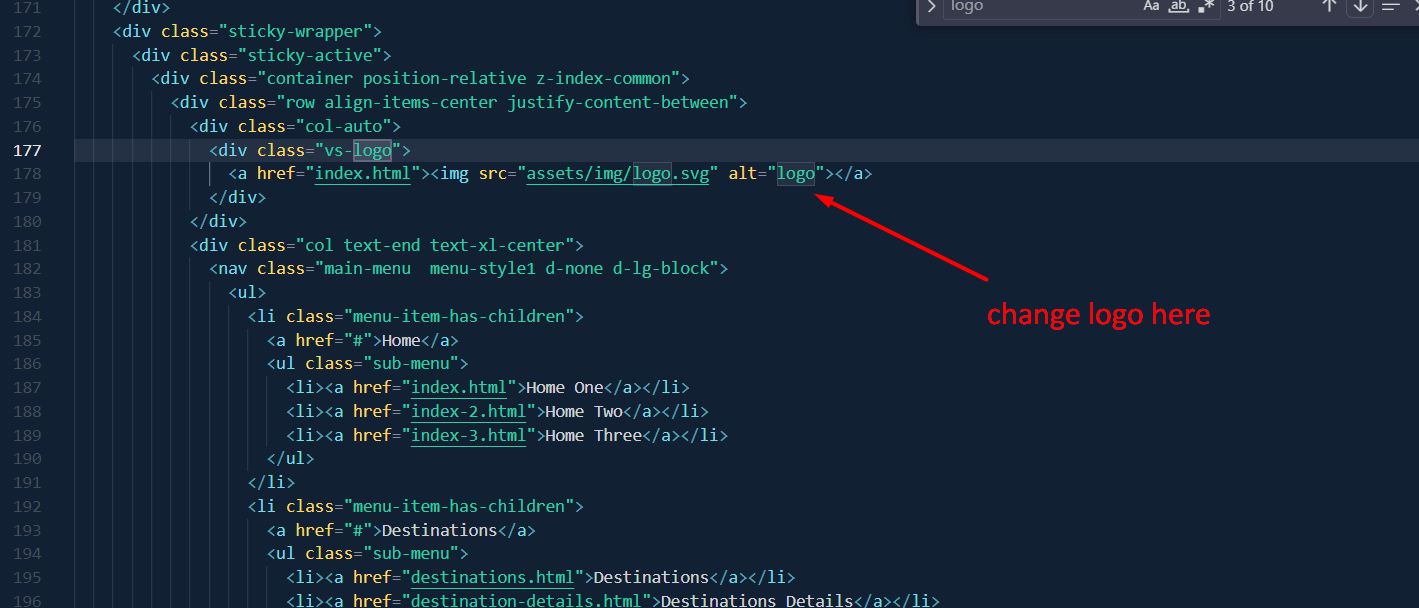 171 </div>
logo Aa ab 3 of 10
172 <div class="sticky-wrapper">
173 <div class="sticky-active">
174 <div class="container position-relative z-index-common">
175 <div class="row align-items-center justify-content-between">
176 <div class="col-auto">
177 <div class="vs-logo">
178 <a href="index.html"><img src="assets/img/logo.svg" alt="logo"></a>
179 </div>
180 </div>
181 <div class="col text-end text-xl-center">
182 <nav class="main-menu  menu-style1 d-none d-lg-block">
183 <ul>
184 <li class="menu-item-has-children">
change logo here
185 <a href="#">Home</a>
186 <ul class="sub-menu">
187 <li><a href="index.html">Home One</a></li>
188 <li><a href="index-2.html">Home Two</a></li>
189 <li><a href="index-3.html">Home Three</a></li>
190 </ul>
191 </li>
192 <li class="menu-item-has-children">
193 <a href="#">Destinations</a>
194 <ul class="sub-menu">
195 <li><a href="destinations.html">Destinations</a></li>
196 <li><a href="destination-details.html">Destinations Details</a></li>